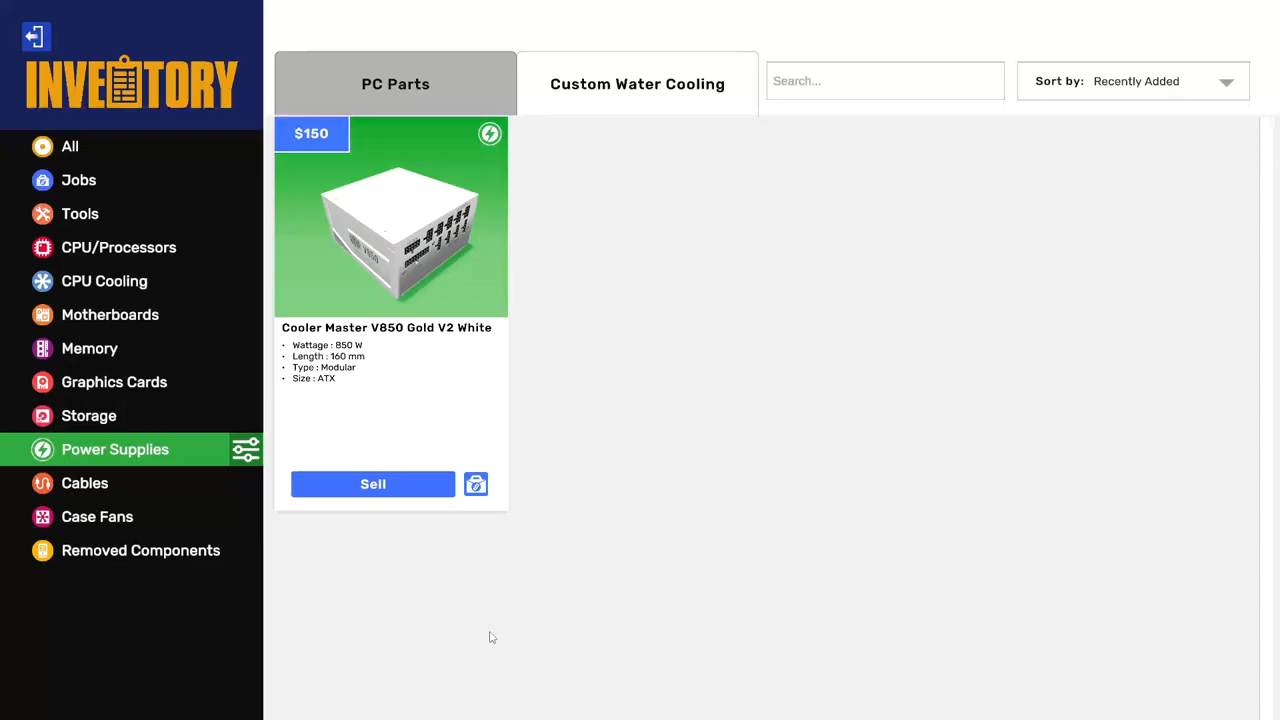 INVENTORY
All
Jobs
Tools
CPU/Processors
CPU Cooling
Motherboards
Memory
Graphics Cards
Storage
Power Supplies
Cables
Case Fans
Removed Components
PC Parts
Custom Water Cooling
Search...
Sort by: Recently Added
$150
V850
Cooler Master V850 Gold V2 White
• Wattage : 850 W
• Length : 160 mm
• Type : Modular
• Size : ATX
Sell